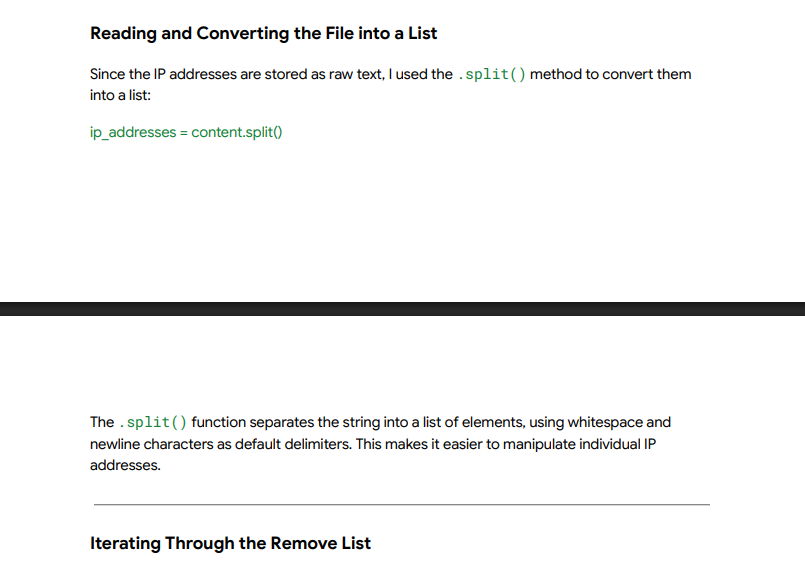 Reading and Converting the File into a List
Since the IP addresses are stored as raw text, I used the .split() method to convert them
into a list:
ip_addresses = content.split()
The .split() function separates the string into a list of elements, using whitespace and
newline characters as default delimiters. This makes it easier to manipulate individual IP
addresses.
Iterating Through the Remove List